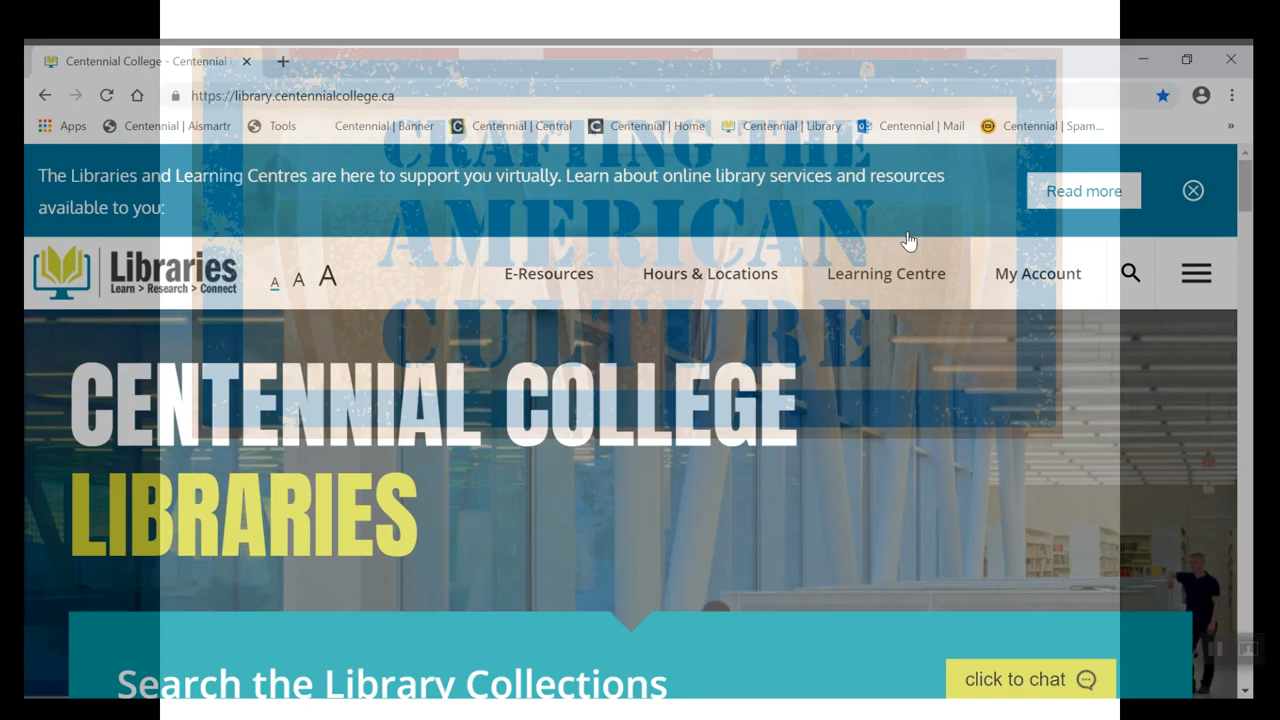 Centennial College - Centennial
https://library.centennialcollege.ca
Apps Centennial | Aismartr Tools Centennial | Banner Centennial | Central Centennial | Home Centennial | Library Centennial | Mail Centennial | Spam... »
CRAFTING THE
AMERICAN
CULTURE
The Libraries and Learning Centres are here to support you virtually. Learn about online library services and resources
available to you:
Read more
Libraries
Learn > Research > Connect
A A A
E-Resources Hours & Locations Learning Centre My Account
CENTENNIAL COLLEGE
LIBRARIES
Search the Library Collections
click to chat